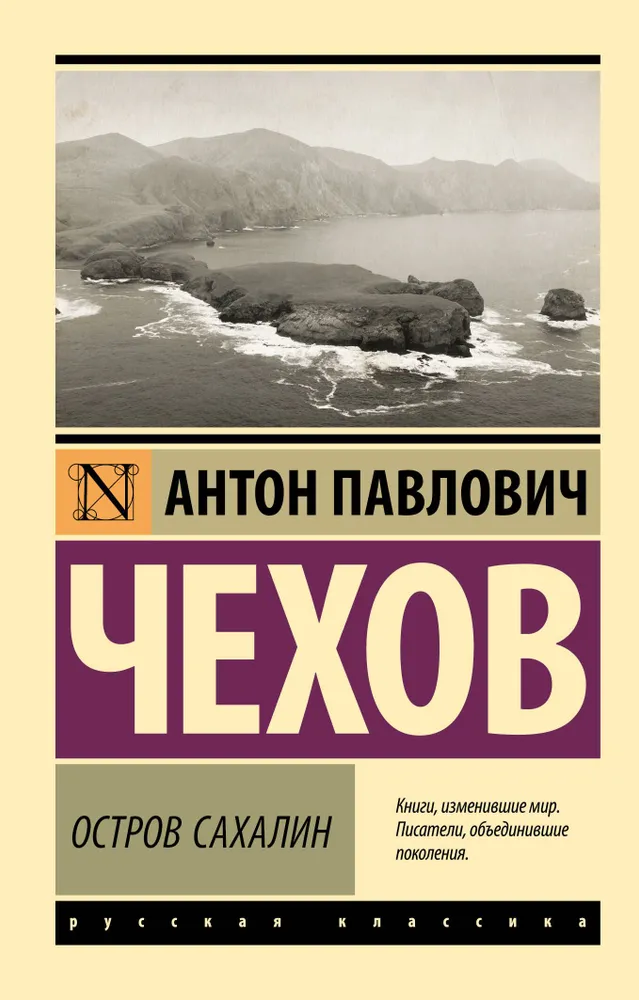 N
АНТОН ПАВЛОВИЧ
ЧЕХОВ
ОСТРОВ САХАЛИН
Книги, изменившие мир.
Писатели, объединившие
поколения.
русская классика